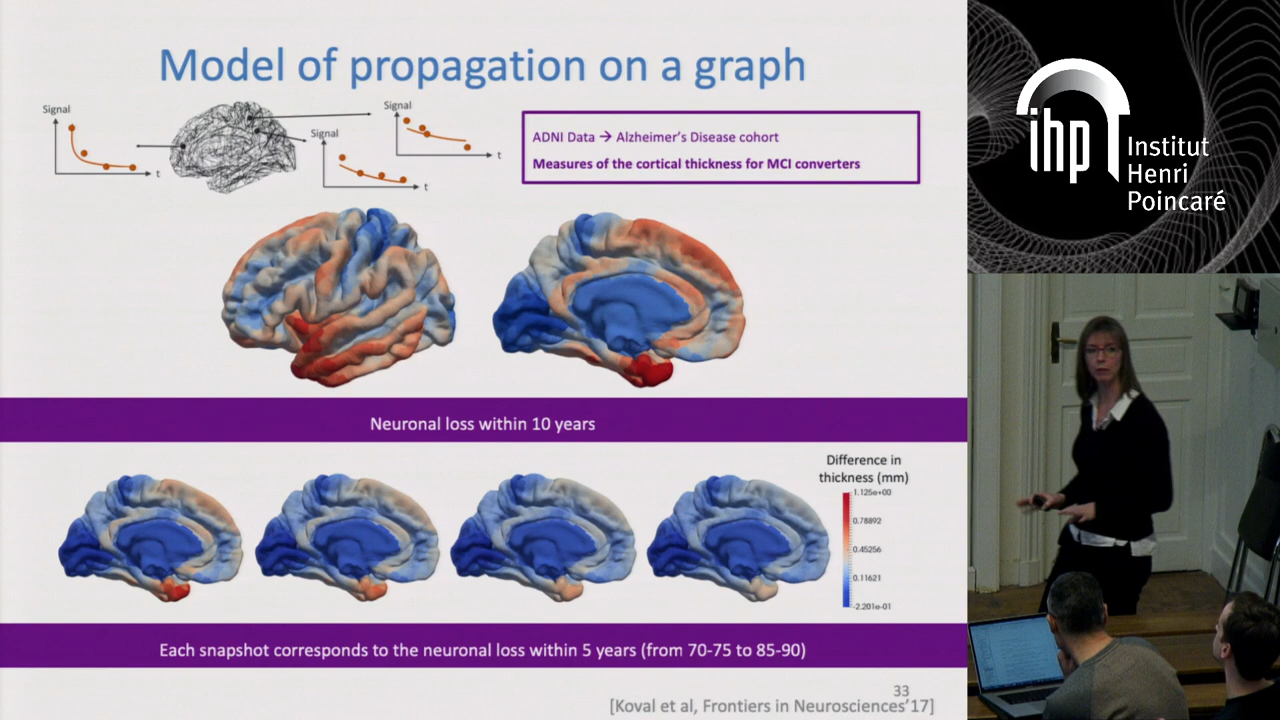 Model of propagation on a graph
Signal
t
Signal
t
Signal
t
ADNI Data → Alzheimer's Disease cohort
Measures of the cortical thickness for MCI converters
Neuronal loss within 10 years
Difference in
thickness (mm)
1.125e+00
0.78892
0.45256
0.11621
-2.201e-01
Each snapshot corresponds to the neuronal loss within 5 years (from 70-75 to 85-90)
33
[Koval et al, Frontiers in Neurosciences'17]
ihp
Institut
Henri
Poincaré